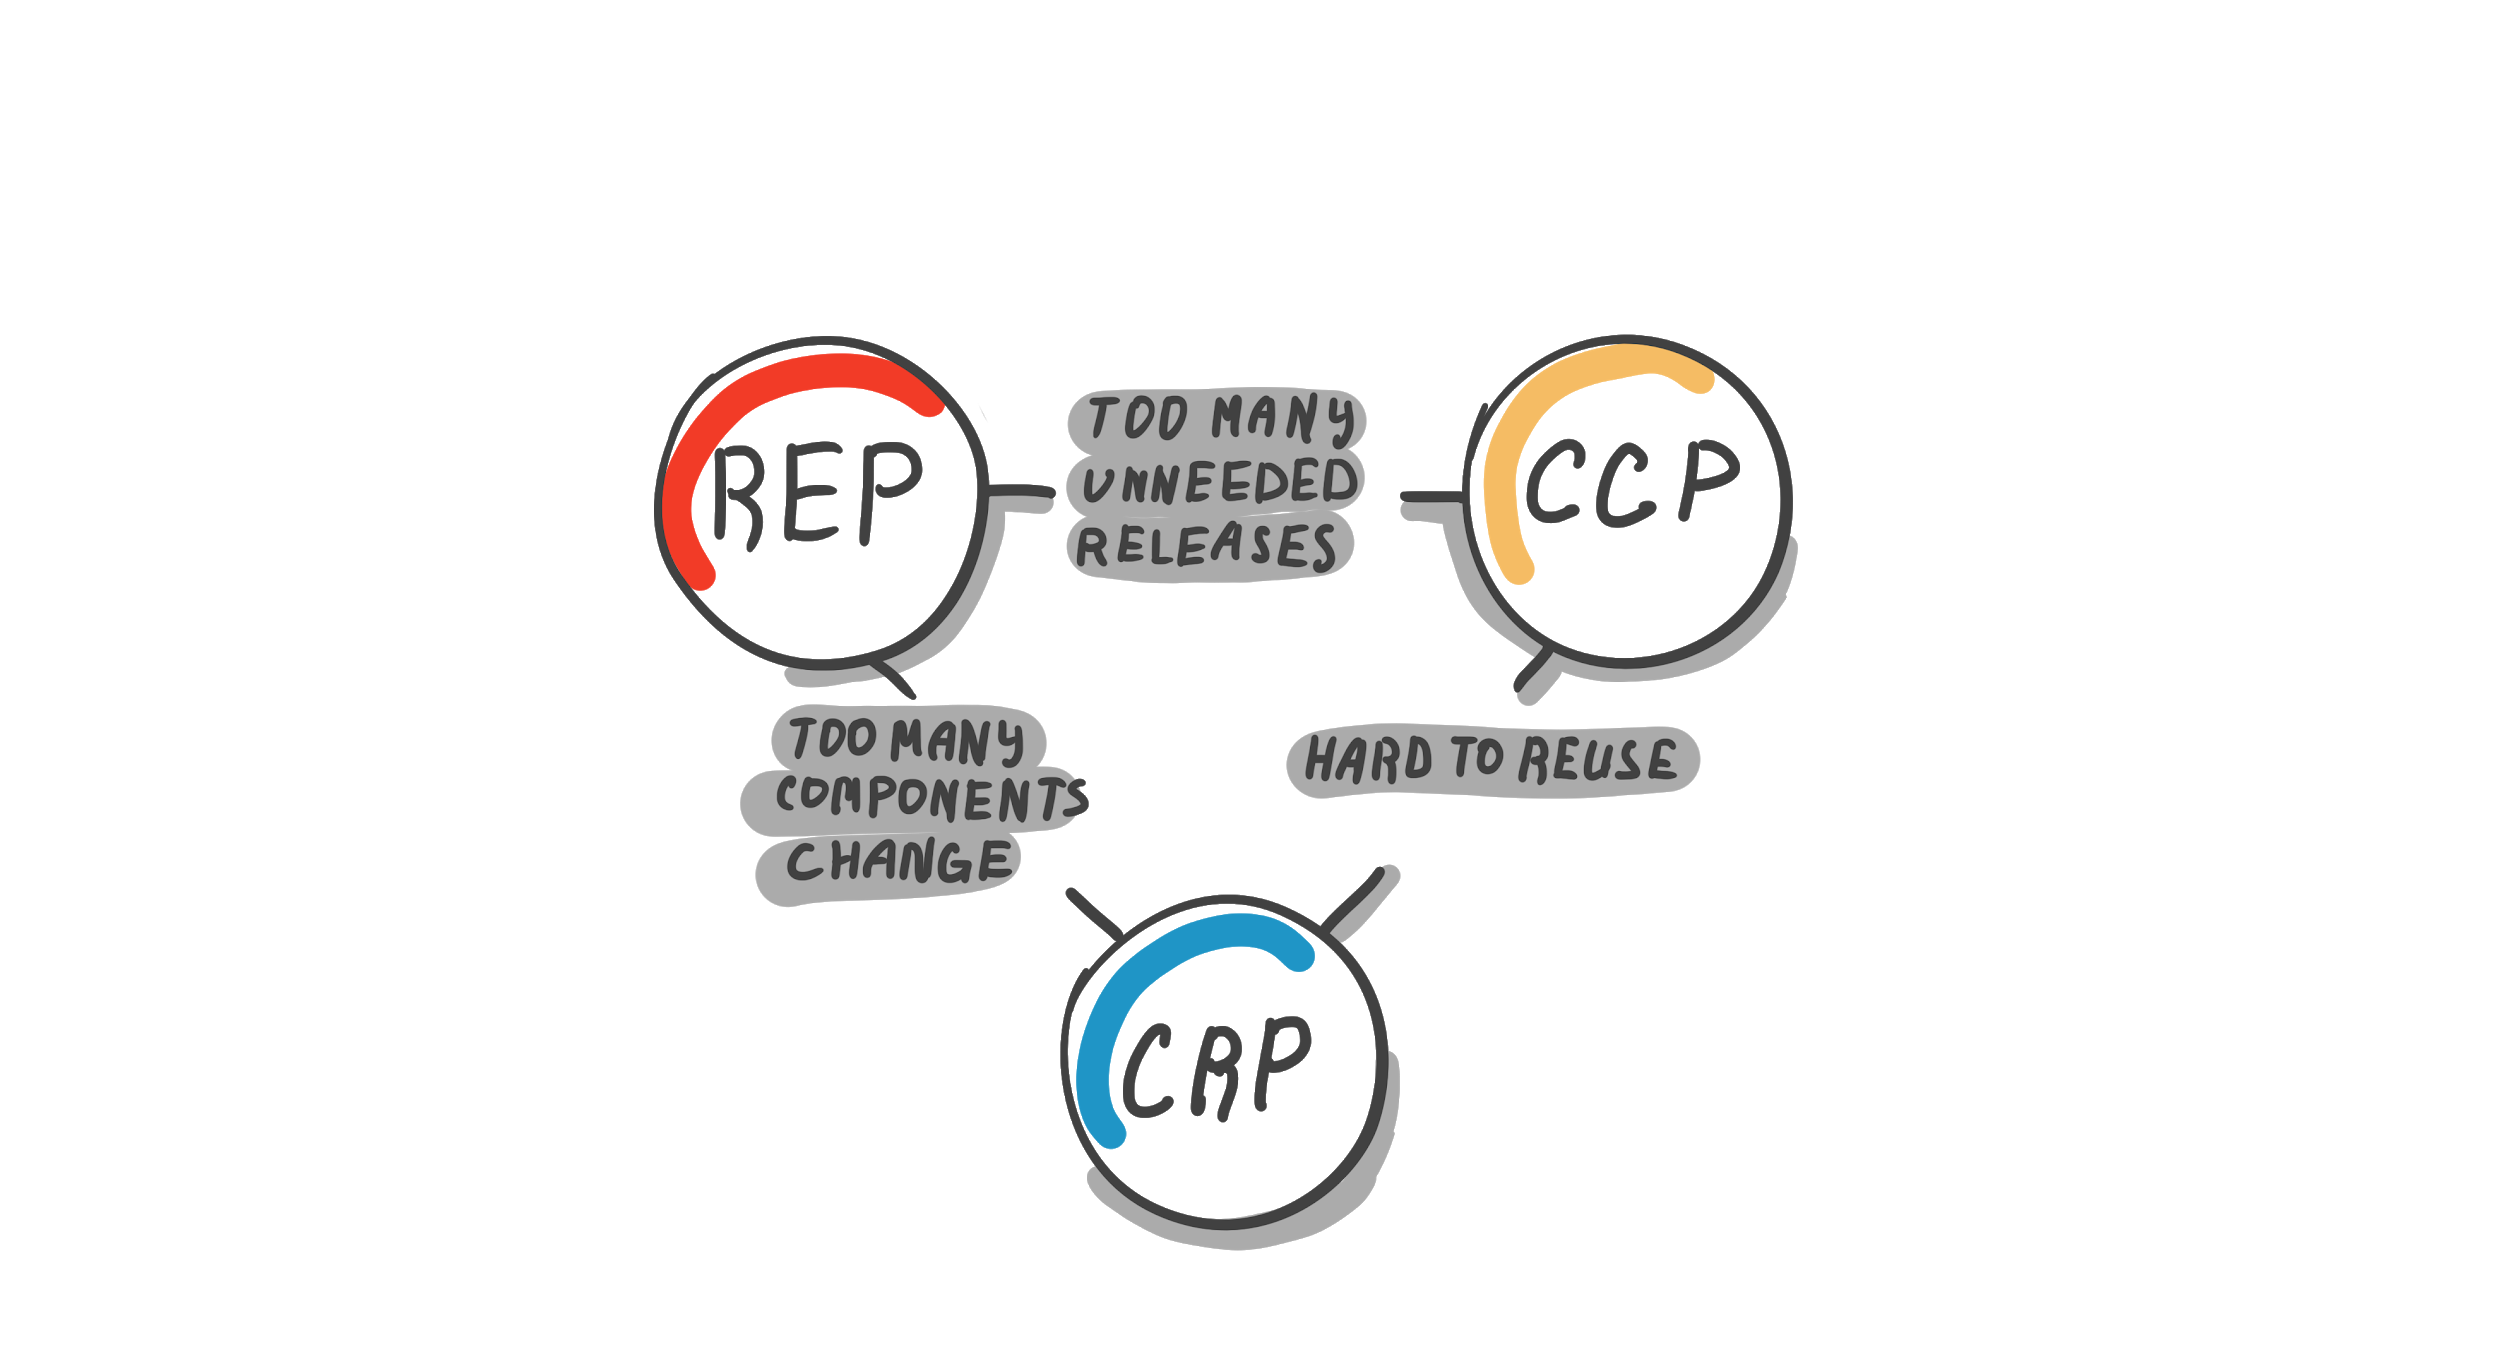 REP
TOO MANY
UNNEEDED
RELEASES
CCP
TOO MANY
COMPONENTS
CHANGE
HARD TO REUSE
CRP